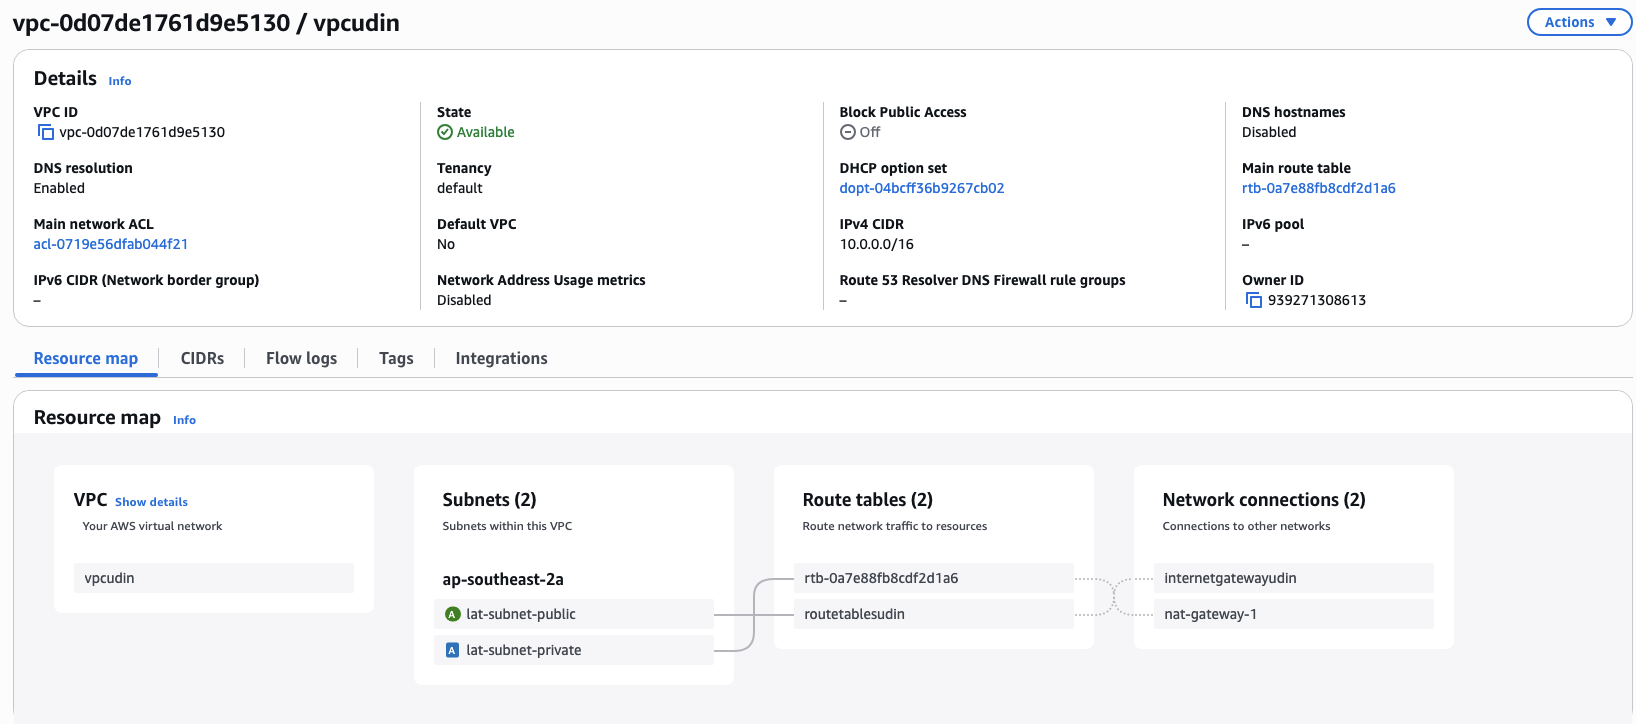 vpc-0d07de1761d9e5130 / vpcudin
Actions
Details Info
VPC ID
vpc-0d07de1761d9e5130
State
Available
Block Public Access
Off
DNS hostnames
Disabled
DNS resolution
Enabled
Tenancy
default
DHCP option set
dopt-04bcff36b9267cb02
Main route table
rtb-0a7e88fb8cdf2d1a6
Main network ACL
acl-0719e56dfab044f21
Default VPC
No
IPv4 CIDR
10.0.0.0/16
IPv6 pool
–
IPv6 CIDR (Network border group)
–
Network Address Usage metrics
Disabled
Route 53 Resolver DNS Firewall rule groups
–
Owner ID
939271308613
Resource map
CIDRs
Flow logs
Tags
Integrations
Resource map Info
VPC Show details
Your AWS virtual network
vpcudin
Subnets (2)
Subnets within this VPC
ap-southeast-2a
A lat-subnet-public
A lat-subnet-private
Route tables (2)
Route network traffic to resources
rtb-0a7e88fb8cdf2d1a6
routetablesudin
Network connections (2)
Connections to other networks
internetgatewayudin
nat-gateway-1